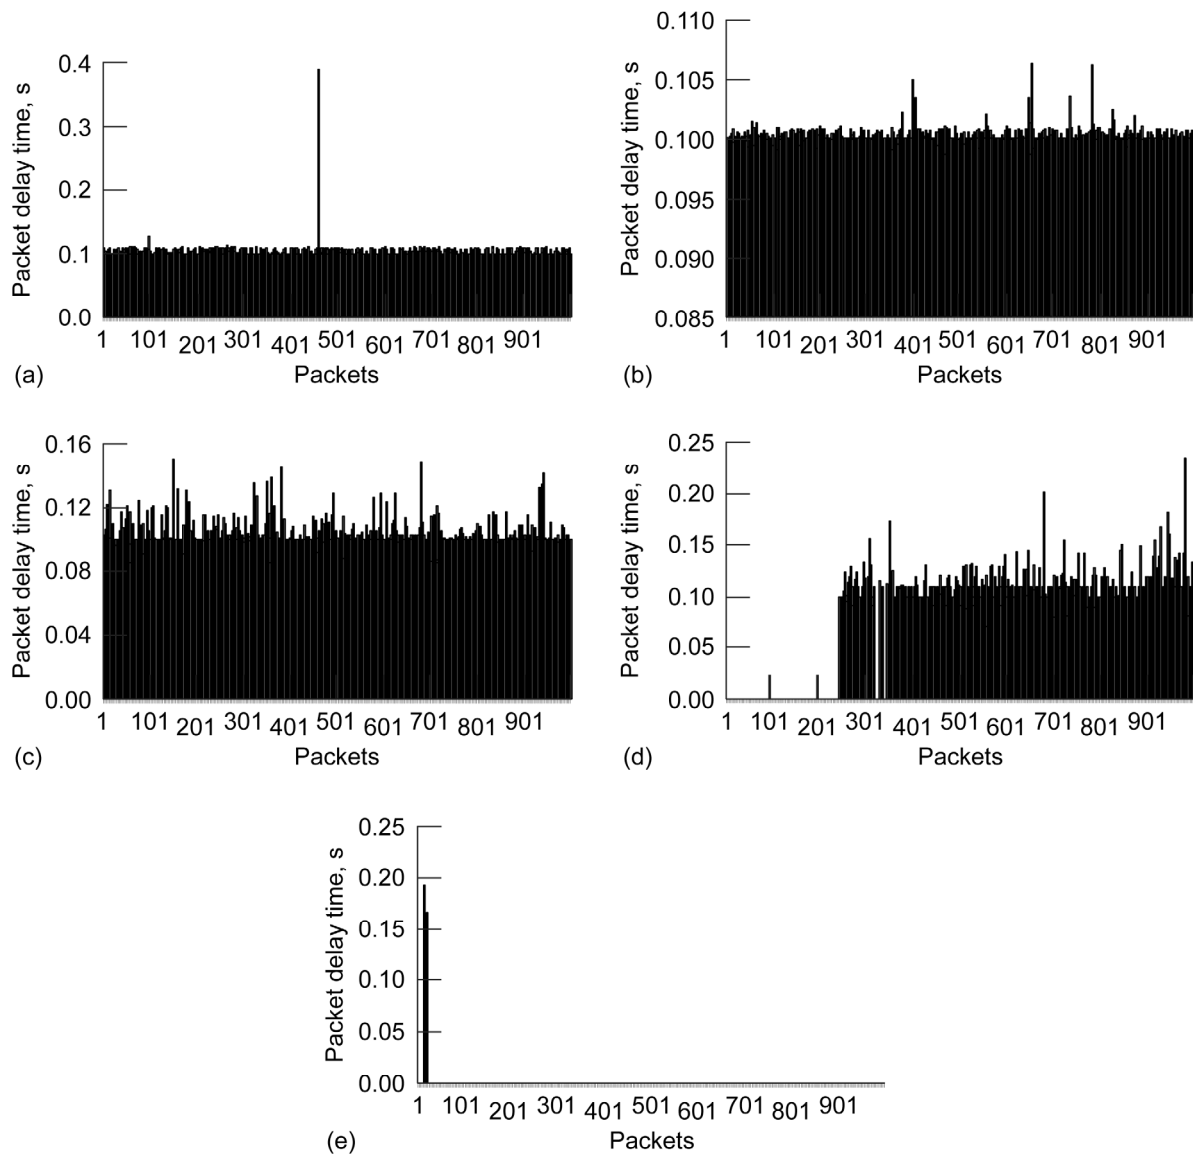 Packet delay time, s
0.4
0.3
0.2
0.1
0.0
1 101 201 301 401 501 601 701 801 901
Packets
(a)
Packet delay time, s
0.110
0.105
0.100
0.095
0.090
0.085
1 101 201 301 401 501 601 701 801 901
Packets
(b)
Packet delay time, s
0.16
0.12
0.08
0.04
0.00
1 101 201 301 401 501 601 701 801 901
Packets
(c)
Packet delay time, s
0.25
0.20
0.15
0.10
0.05
0.00
1 101 201 301 401 501 601 701 801 901
Packets
(d)
Packet delay time, s
0.25
0.20
0.15
0.10
0.05
0.00
1 101 201 301 401 501 601 701 801 901
Packets
(e)